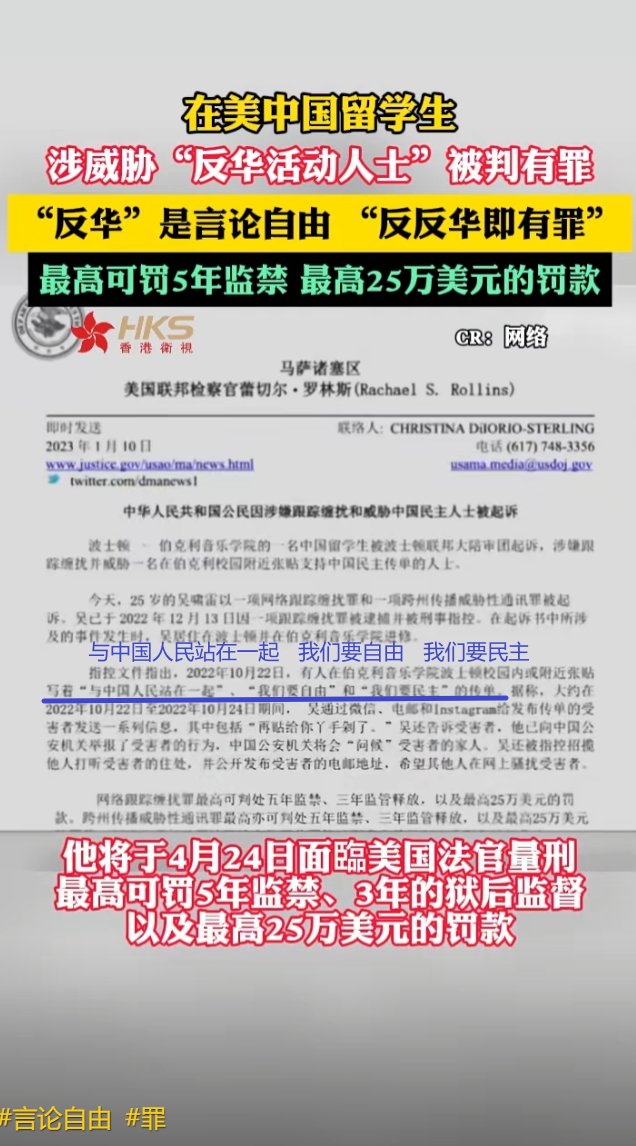 在美中国留学生
涉威胁“反华活动人士”被判有罪
“反华”是言论自由 “反反华即有罪”
最高可罚5年监禁 最高25万美元的罚款
HKS
香港衛視
CR：网络
马萨诸塞区
美国联邦检察官蕾切尔·罗林斯(Rachael S. Rollins)
即时发送
联络人: CHRISTINA DiIORIO-STERLING
2023 年 1 月 10 日
电话 (617) 748-3356
www.justice.gov/usao/ma/news.html
usama.media@usdoj.gov
twitter.com/dmanews1
中华人民共和国公民因涉嫌跟踪缠扰和威胁中国民主人士被起诉
波士顿 - 伯克利音乐学院的一名中国留学生被波士顿联邦大陪审团起诉，涉嫌跟
踪缠扰并威胁一名在伯克利校园附近张贴支持中国民主传单的人士。
今天，25 岁的吴啸雷以一项网络跟踪缠扰罪和一项跨州传播威胁性通讯罪被起
诉。吴已于 2022 年 12 月 13日因一项跟踪缠扰罪被逮捕并被刑事指控。在起诉书中所涉
及的事件发生时，吴居住在波士顿并在伯克利音乐学院进修。
与中国人民站在一起 我们要自由 我们要民主
指控文件指出，2022年10月22日，有人在伯克利学院波士顿校园内或附近张贴
写着“与中国人民站在一起”、“我们要自由”和“我们要民主”的传单。据称，大约在
2022年10月22日至2022年10月24日期间， 吴通过微信、电邮和Instagram给发布传单的受
害者发送一系列信息，其中包括“再贴给你丫手剁了。”吴还告诉受害者，他已向中国公
安机关举报了受害者的行为，中国公安机关将会“问候”受害者的家人。吴还被指控招揽
他人打听受害者的住处，并公开发布受害者的电邮地址，希望其他人在网上骚扰受害者。
网络跟踪缠扰罪最高可判处五年监禁、三年监管释放，以及最高25万美元的罚
款。跨州传播威胁性通讯罪最高亦可判处五年监禁、三年监管释放，以及最高25万美元
他将于4月24日面臨美国法官量刑
最高可罚5年监禁、3年的狱后监督
以及最高25万美元的罚款
#言论自由 #罪